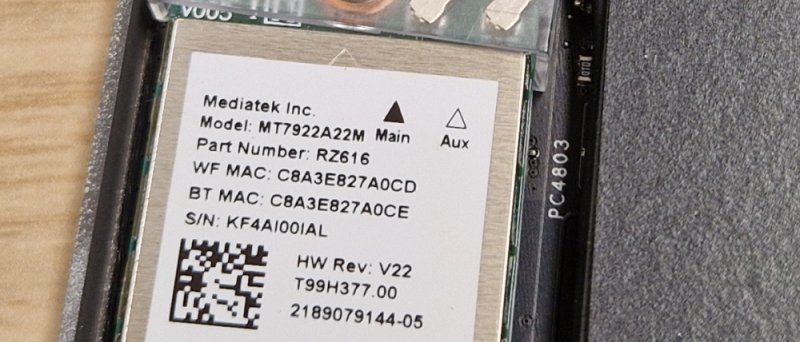 V005
Mediatek Inc.
Model: MT7922A22M
Main
Aux
Part Number: RZ616
WF MAC: C8A3E827A0CD
BT MAC: C8A3E827A0CE
S/N: KF4AI00IAL
HW Rev: V22
T99H377.00
2189079144-05
PC4803